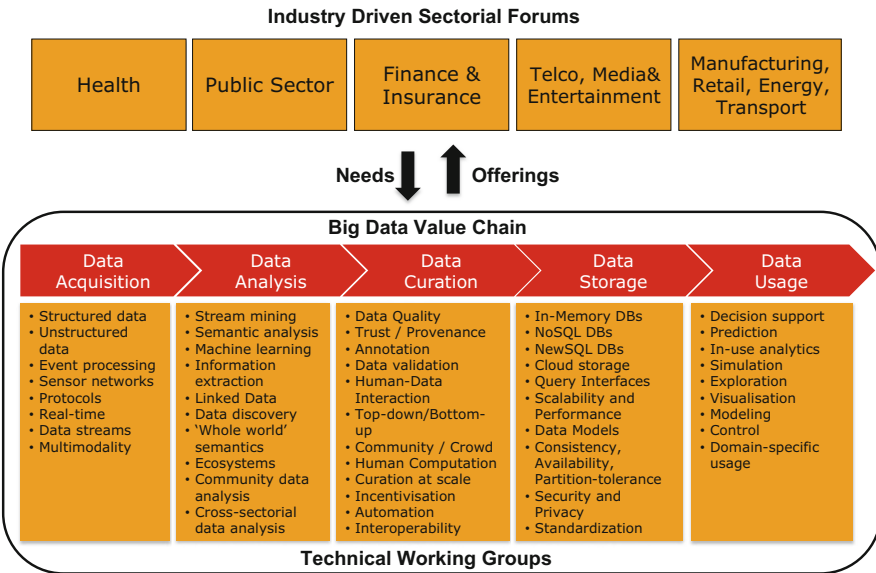 Industry Driven Sectorial Forums
Health
Public Sector
Finance &
Insurance
Telco, Media&
Entertainment
Manufacturing,
Retail, Energy,
Transport
Needs
Offerings
Big Data Value Chain
Data
Acquisition
Data
Analysis
Data
Curation
Data
Storage
Data
Usage
• Structured data
• Unstructured
data
• Event processing
• Sensor networks
• Protocols
• Real-time
• Data streams
• Multimodality
• Stream mining
• Semantic analysis
• Machine learning
• Information
extraction
• Linked Data
• Data discovery
• ‘Whole world’
semantics
• Ecosystems
• Community data
analysis
• Cross-sectorial
data analysis
• Data Quality
• Trust / Provenance
• Annotation
• Data validation
• Human-Data
Interaction
• Top-down/Bottom-
up
• Community / Crowd
• Human Computation
• Curation at scale
• Incentivisation
• Automation
• Interoperability
• In-Memory DBs
• NoSQL DBs
• NewSQL DBs
• Cloud storage
• Query Interfaces
• Scalability and
Performance
• Data Models
• Consistency,
Availability,
Partition-tolerance
• Security and
Privacy
• Standardization
• Decision support
• Prediction
• In-use analytics
• Simulation
• Exploration
• Visualisation
• Modeling
• Control
• Domain-specific
usage
Technical Working Groups